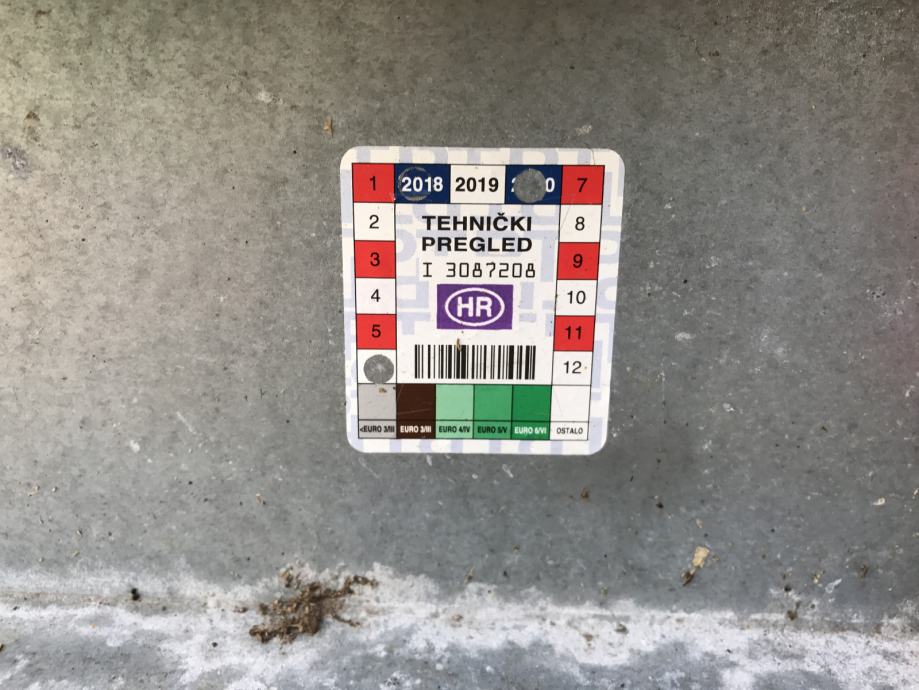 1 2018 2019 7
2 TEHNIČKI 8
PREGLED
3 I 3087208 9
4 HR 10
5 11
12
<EURO 3/III EURO 3/III EURO 4/IV EURO 5/V EURO 6/VI OSTALO